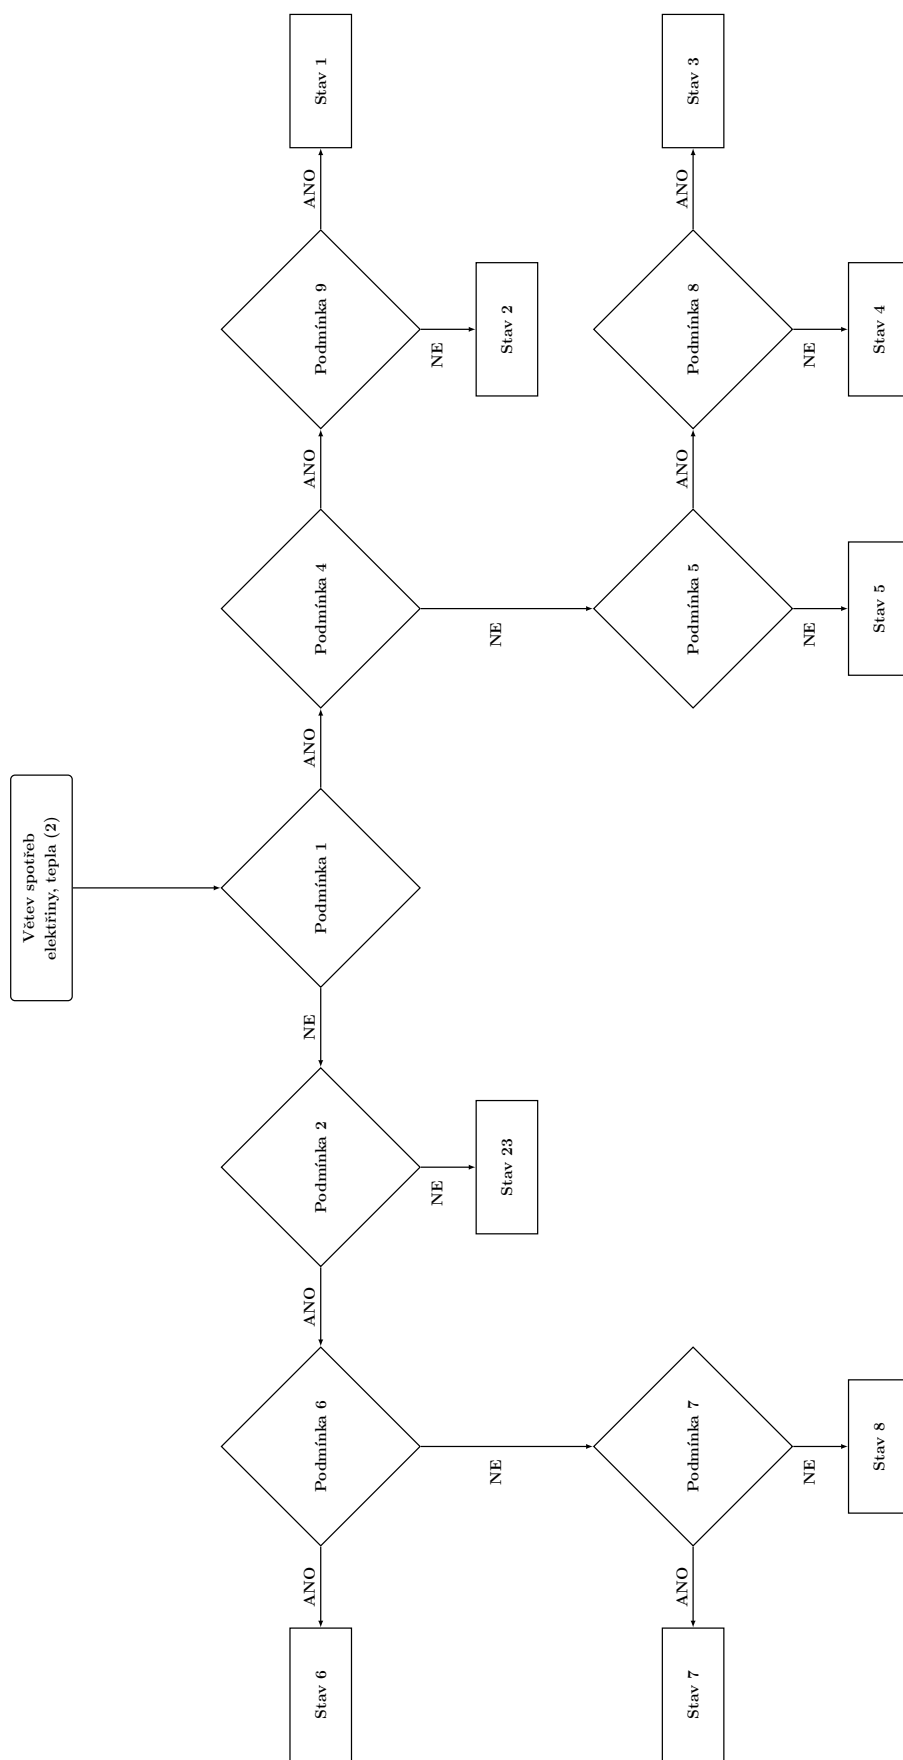 Větev spotřeb
elektřiny, tepla (2)
Stav 6
ANO
Podmínka 6
ANO
Podmínka 2
NE
Podmínka 1
ANO
Podmínka 4
ANO
Podmínka 9
ANO
Stav 1
NE
Stav 23
NE
Stav 2
NE
NE
Stav 7
ANO
Podmínka 7
Podmínka 5
ANO
Podmínka 8
ANO
Stav 3
NE
NE
NE
Stav 8
Stav 5
Stav 4